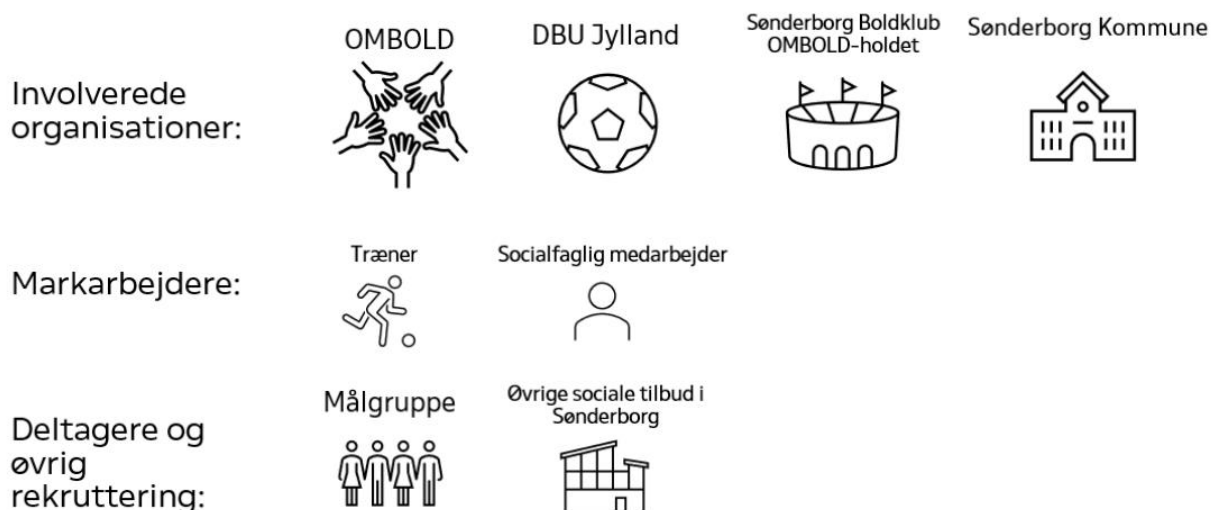 Involverede
organisationer:
OMBOLD
DBU Jylland
Sønderborg Boldklub
OMBOLD-holdet
Sønderborg Kommune
Markarbejdere:
Træner
Socialfaglig medarbejder
Deltagere og
øvrig
rekruttering:
Målgruppe
Øvrige sociale tilbud i
Sønderborg